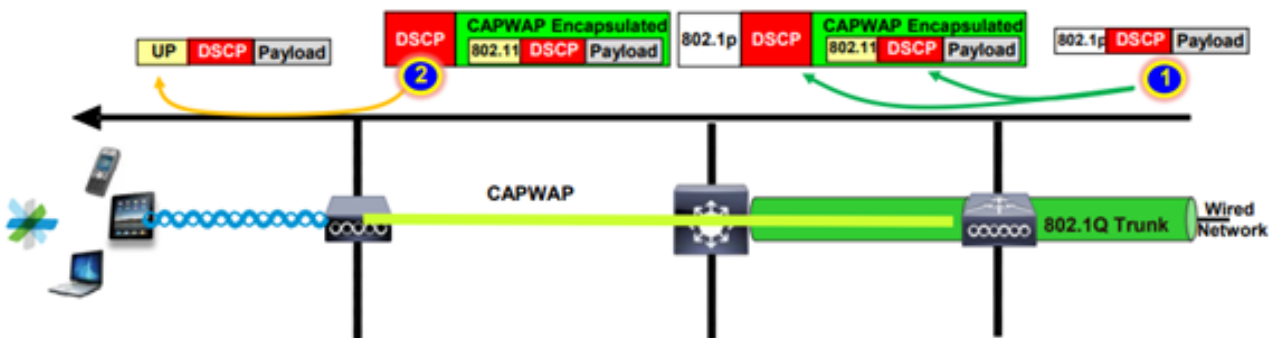 UP DSCP Payload
DSCP CAPWAP Encapsulated
802.11 DSCP Payload
802.1p DSCP CAPWAP Encapsulated
802.11 DSCP Payload
802.1p DSCP Payload
2
1
CAPWAP
802.1Q Trunk
Wired
Network